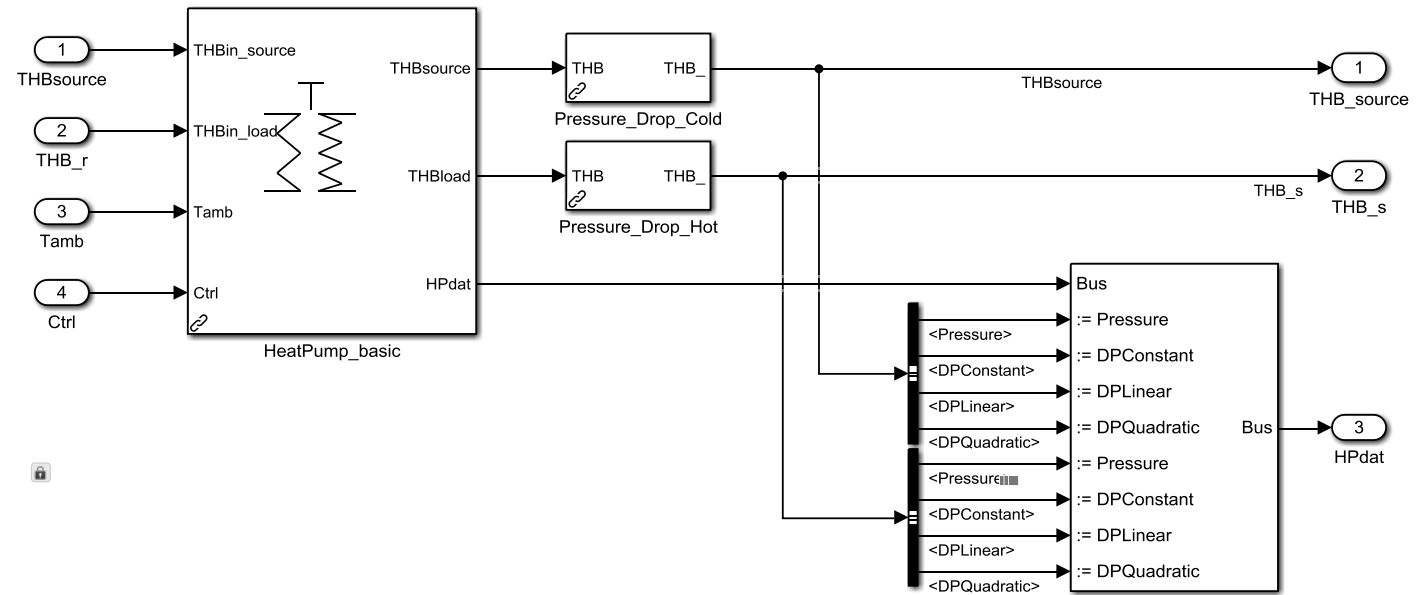 1
THBsource
2
THB_r
3
Tamb
4
Ctrl
THBin_source
THBin_load
Tamb
Ctrl
THBsource
THBload
HPdat
HeatPump_basic
THB THB_
Pressure_Drop_Cold
THB THB_
Pressure_Drop_Hot
THBsource
1
THB_source
THB_s
2
THB_s
<Pressure>
<DPConstant>
<DPLinear>
<DPQuadratic>
<Pressure
<DPConstant>
<DPLinear>
<DPQuadratic>
Bus
:= Pressure
:= DPConstant
:= DPLinear
:= DPQuadratic
:= Pressure
:= DPConstant
:= DPLinear
:= DPQuadratic
Bus
3
HPdat